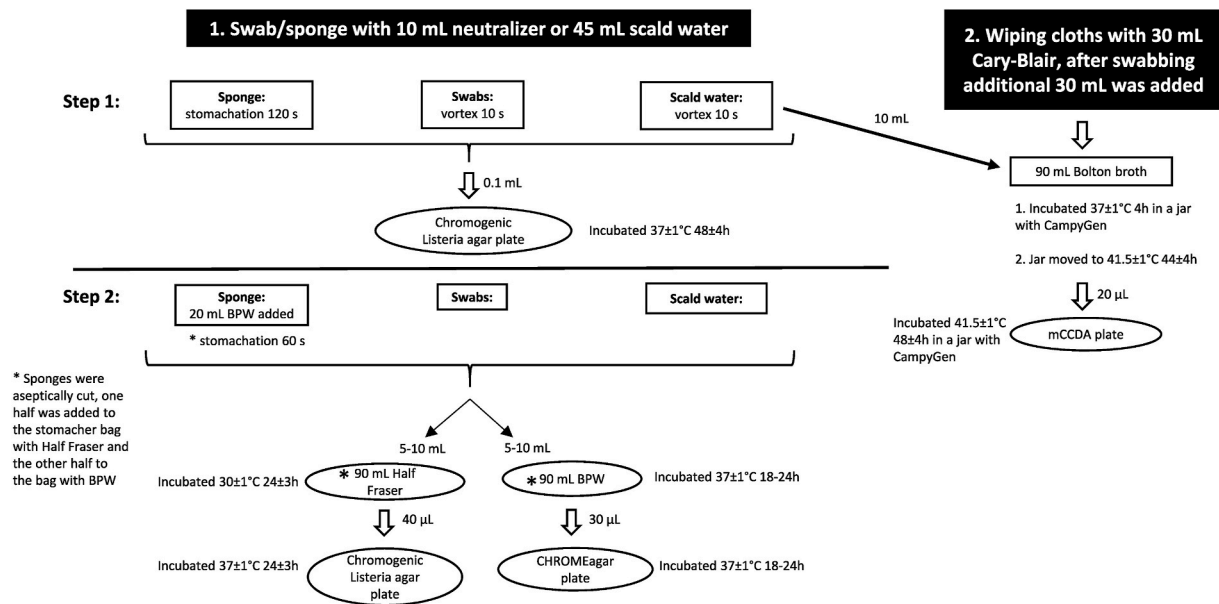 1. Swab/sponge with 10 mL neutralizer or 45 mL scald water
2. Wiping cloths with 30 mL
Cary-Blair, after swabbing
additional 30 mL was added
Step 1:
Sponge:
stomachation 120 s
Swabs:
vortex 10 s
Scald water:
vortex 10 s
10 mL
90 mL Bolton broth
0.1 mL
Chromogenic
Listeria agar plate
Incubated 37±1°C 48±4h
1. Incubated 37±1°C 4h in a jar
with CampyGen
2. Jar moved to 41.5±1°C 44±4h
20 µL
Incubated 41.5±1°C
48±4h in a jar with
CampyGen
mCCDA plate
Step 2:
Sponge:
20 mL BPW added
* stomachation 60 s
Swabs:
Scald water:
* Sponges were
aseptically cut, one
half was added to
the stomacher bag
with Half Fraser and
the other half to
the bag with BPW
5-10 mL
5-10 mL
Incubated 30±1°C 24±3h
* 90 mL Half
Fraser
* 90 mL BPW
Incubated 37±1°C 18-24h
40 µL
30 µL
Incubated 37±1°C 24±3h
Chromogenic
Listeria agar
plate
CHROMEagar
plate
Incubated 37±1°C 18-24h